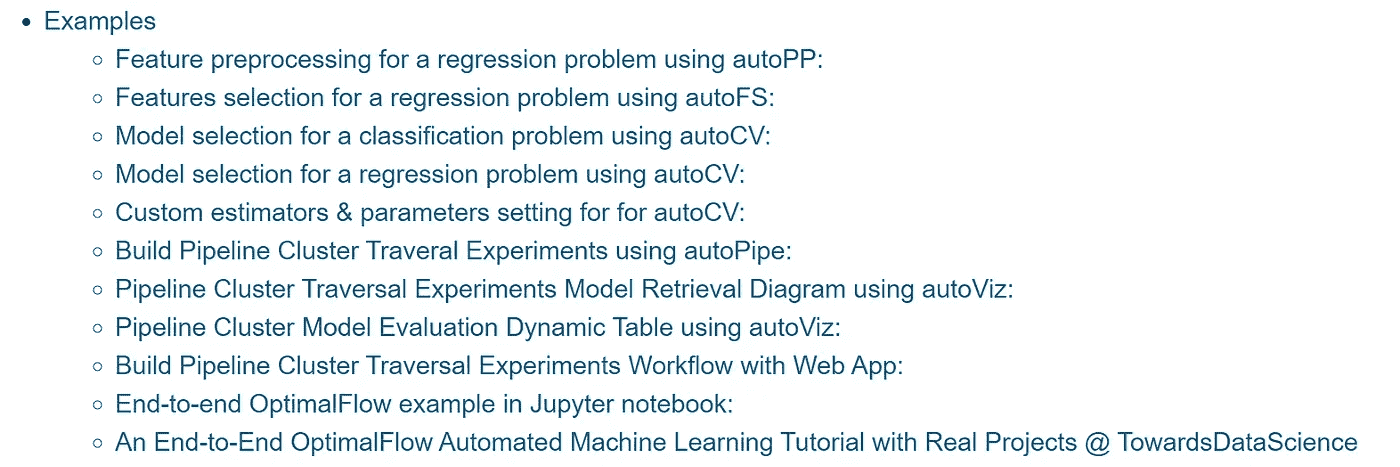 Examples
Feature preprocessing for a regression problem using autoPP:
Features selection for a regression problem using autoFS:
Model selection for a classification problem using autoCV:
Model selection for a regression problem using autoCV:
Custom estimators & parameters setting for for autoCV:
Build Pipeline Cluster Traveral Experiments using autoPipe:
Pipeline Cluster Traversal Experiments Model Retrieval Diagram using autoViz:
Pipeline Cluster Model Evaluation Dynamic Table using autoViz:
Build Pipeline Cluster Traversal Experiments Workflow with Web App:
End-to-end OptimalFlow example in Jupyter notebook:
An End-to-End OptimalFlow Automated Machine Learning Tutorial with Real Projects @ TowardsDataScience